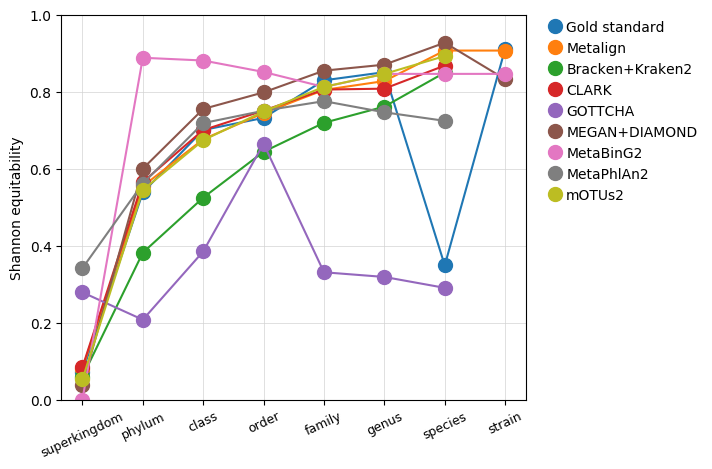 Shannon equitability
1.0
0.8
0.6
0.4
0.2
0.0
superkingdom
phylum
class
order
family
genus
species
strain
Gold standard
Metalign
Bracken+Kraken2
CLARK
GOTTCHA
MEGAN+DIAMOND
MetaBinG2
MetaPhlAn2
mOTUs2